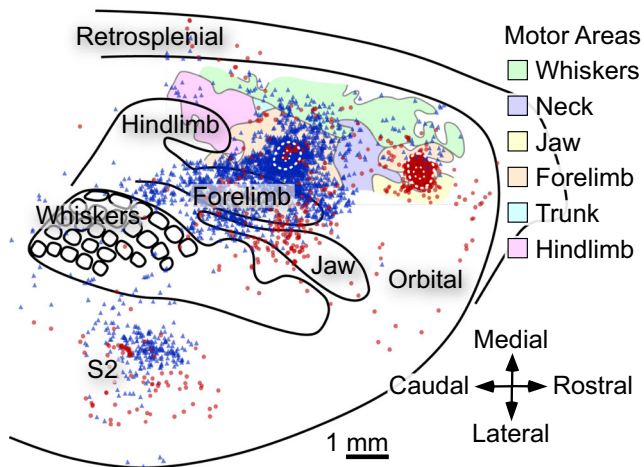 Retrosplenial
Motor Areas
Whiskers
Neck
Jaw
Forelimb
Trunk
Hindlimb
Hindlimb
Forelimb
Whiskers
Jaw
Orbital
S2
Medial
Caudal
Rostral
Lateral
1 mm